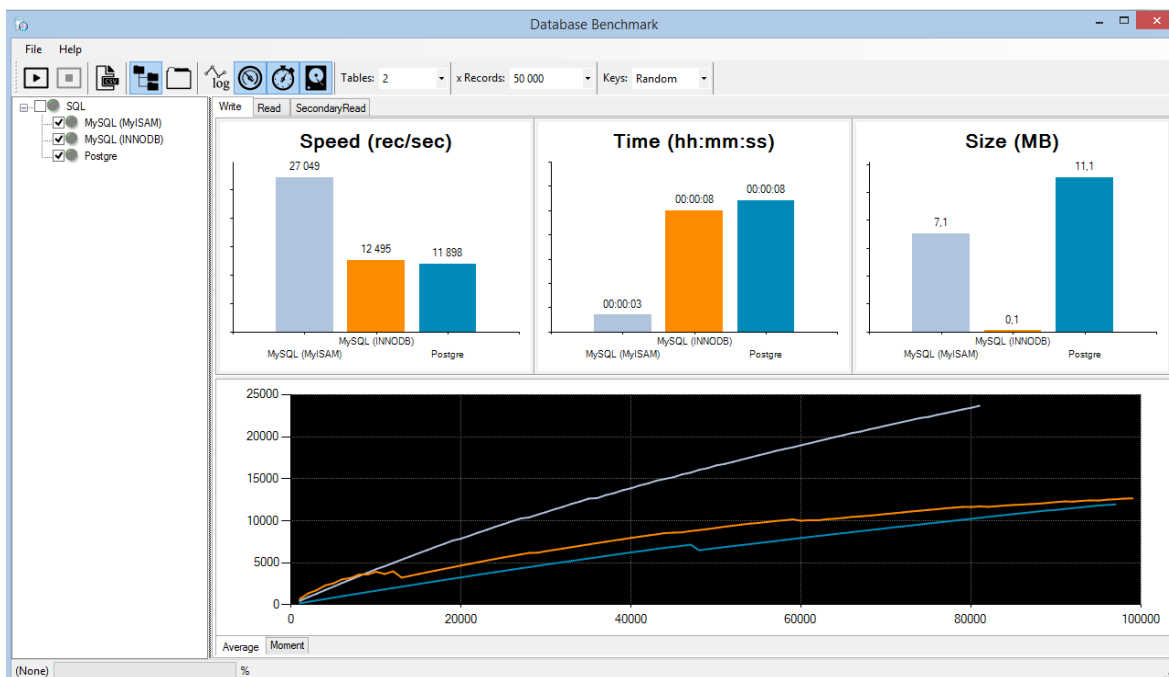 Database Benchmark
File Help
CSV
log
Tables: 2 x Records: 50 000 Keys: Random
SQL
MySQL (MyISAM)
MySQL (INNODB)
Postgre
Write Read SecondaryRead
Speed (rec/sec)
27 049
12 495
11 898
MySQL (INNODB)
MySQL (MyISAM) Postgre
Time (hh:mm:ss)
00:00:08
00:00:08
00:00:03
MySQL (INNODB)
MySQL (MyISAM) Postgre
Size (MB)
11,1
7,1
0,1
MySQL (INNODB)
MySQL (MyISAM) Postgre
25000
20000
15000
10000
5000
0
0 20000 40000 60000 80000 100000
Average Moment
(None) %